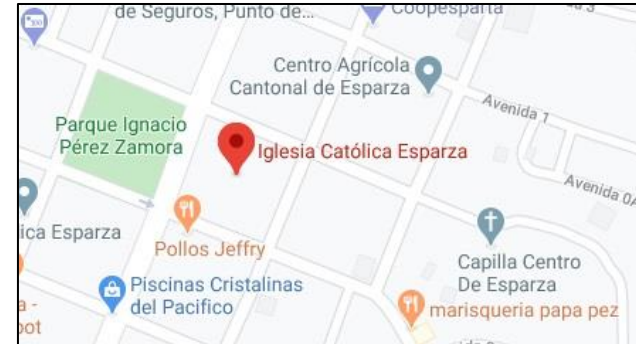 de Seguros, Punto de...
Coopesparta
Centro Agrícola
Cantonal de Esparza
Avenida 1
Parque Ignacio
Pérez Zamora
Iglesia Católica Esparza
Avenida 0A
ica Esparza
Pollos Jeffry
Capilla Centro
De Esparza
Piscinas Cristalinas
del Pacifico
marisqueria papa pez